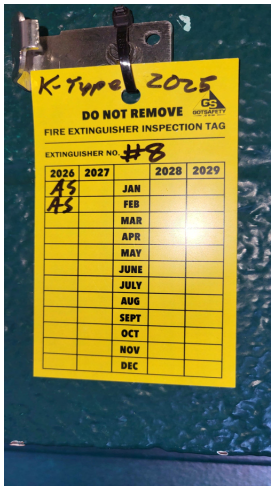 K-Type 2025
GS
GOTSAFETY
DO NOT REMOVE
FIRE EXTINGUISHER INSPECTION TAG
EXTINGUISHER NO. #8
2026 2027 2028 2029
AS JAN
AS FEB
MAR
APR
MAY
JUNE
JULY
AUG
SEPT
OCT
NOV
DEC